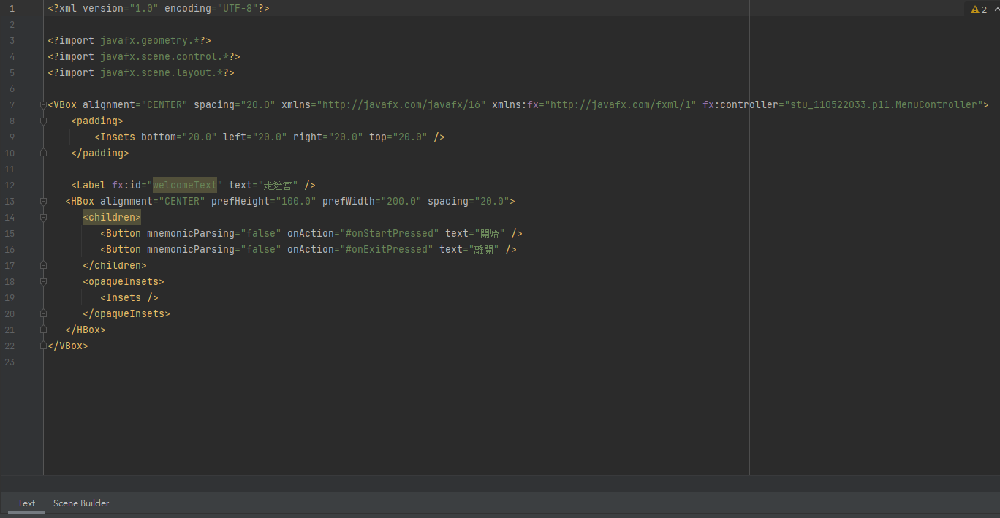 1 <?xml version="1.0" encoding="UTF-8"?> 2
2
3 <?import javafx.geometry.*?>
4 <?import javafx.scene.control.*?>
5 <?import javafx.scene.layout.*?>
6
7 <VBox alignment="CENTER" spacing="20.0" xmlns="http://javafx.com/javafx/16" xmlns:fx="http://javafx.com/fxml/1" fx:controller="stu_110522033.p11.MenuController">
8 <padding>
9 <Insets bottom="20.0" left="20.0" right="20.0" top="20.0" />
10 </padding>
11
12 <Label fx:id="welcomeText" text="走迷宮" />
13 <HBox alignment="CENTER" prefHeight="100.0" prefWidth="200.0" spacing="20.0">
14 <children>
15 <Button mnemonicParsing="false" onAction="#onStartPressed" text="開始" />
16 <Button mnemonicParsing="false" onAction="#onExitPressed" text="離開" />
17 </children>
18 <opaqueInsets>
19 <Insets />
20 </opaqueInsets>
21 </HBox>
22 </VBox>
23
Text Scene Builder